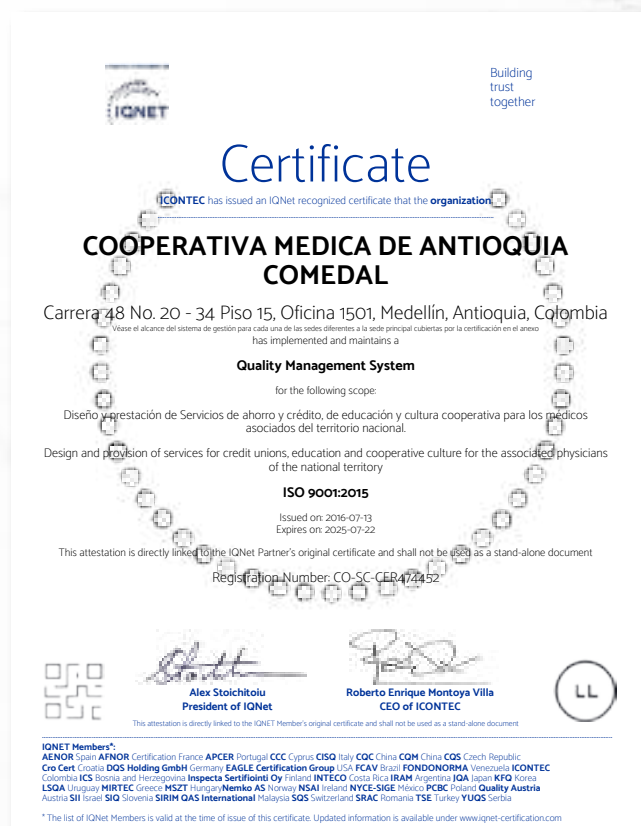 IQNET
Building
trust
together
Certificate
ICONTEC has issued an IQNet recognized certificate that the organization
COOPERATIVA MEDICA DE ANTIOQUIA
COMEDAL
Carrera 48 No. 20 - 34 Piso 15, Oficina 1501, Medellín, Antioquia, Colombia
Véase el alcance del sistema de gestión para cada una de las sedes diferentes a la sede principal cubiertas por la certificación en el anexo
has implemented and maintains a
Quality Management System
for the following scope:
Diseño y prestación de Servicios de ahorro y crédito, de educación y cultura cooperativa para los médicos
asociados del territorio nacional.
Design and provision of services for credit unions, education and cooperative culture for the associated physicians
of the national territory
ISO 9001:2015
Issued on: 2016-07-13
Expires on: 2025-07-22
This attestation is directly linked to the IQNet Partner's original certificate and shall not be used as a stand-alone document
Registration Number: CO-SC-CER474452
Alex Stoichitoiu
President of IQNet
Roberto Enrique Montoya Villa
CEO of ICONTEC
LL
This attestation is directly linked to the IQNET Member's original certificate and shall not be used as a stand-alone document
IQNET Members*:
AENOR Spain AFNOR Certification France APCER Portugal CCC Cyprus CISQ Italy CQC China CQM China CQS Czech Republic
Cro Cert Croatia DQS Holding GmbH Germany EAGLE Certification Group USA FCAV Brazil FONDONORMA Venezuela ICONTEC
Colombia ICS Bosnia and Herzegovina Inspecta Sertifiointi Oy Finland INTECO Costa Rica IRAM Argentina JQA Japan KFQ Korea
LSQA Uruguay MIRTEC Greece MSZT HungaryNemko AS Norway NSAI Ireland NYCE-SIGE México PCBC Poland Quality Austria
Austria SII Israel SIQ Slovenia SIRIM QAS International Malaysia SQS Switzerland SRAC Romania TSE Turkey YUQS Serbia
* The list of IQNet Members is valid at the time of issue of this certificate. Updated information is available under www.iqnet-certification.com